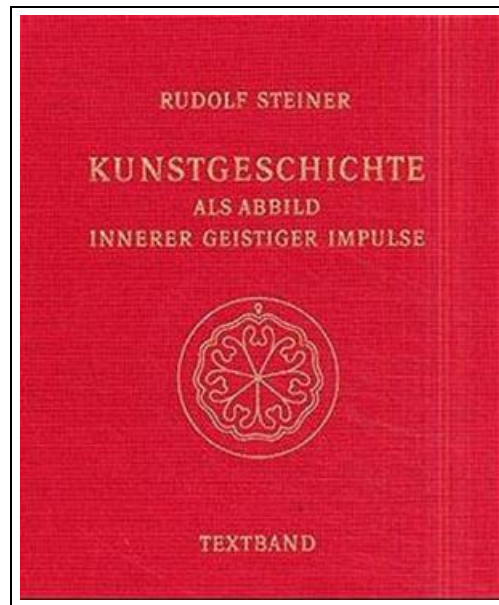 RUDOLF STEINER
KUNSTGESCHICHTE
ALS ABBILD
INNERER GEISTIGER IMPULSE
TEXTBAND